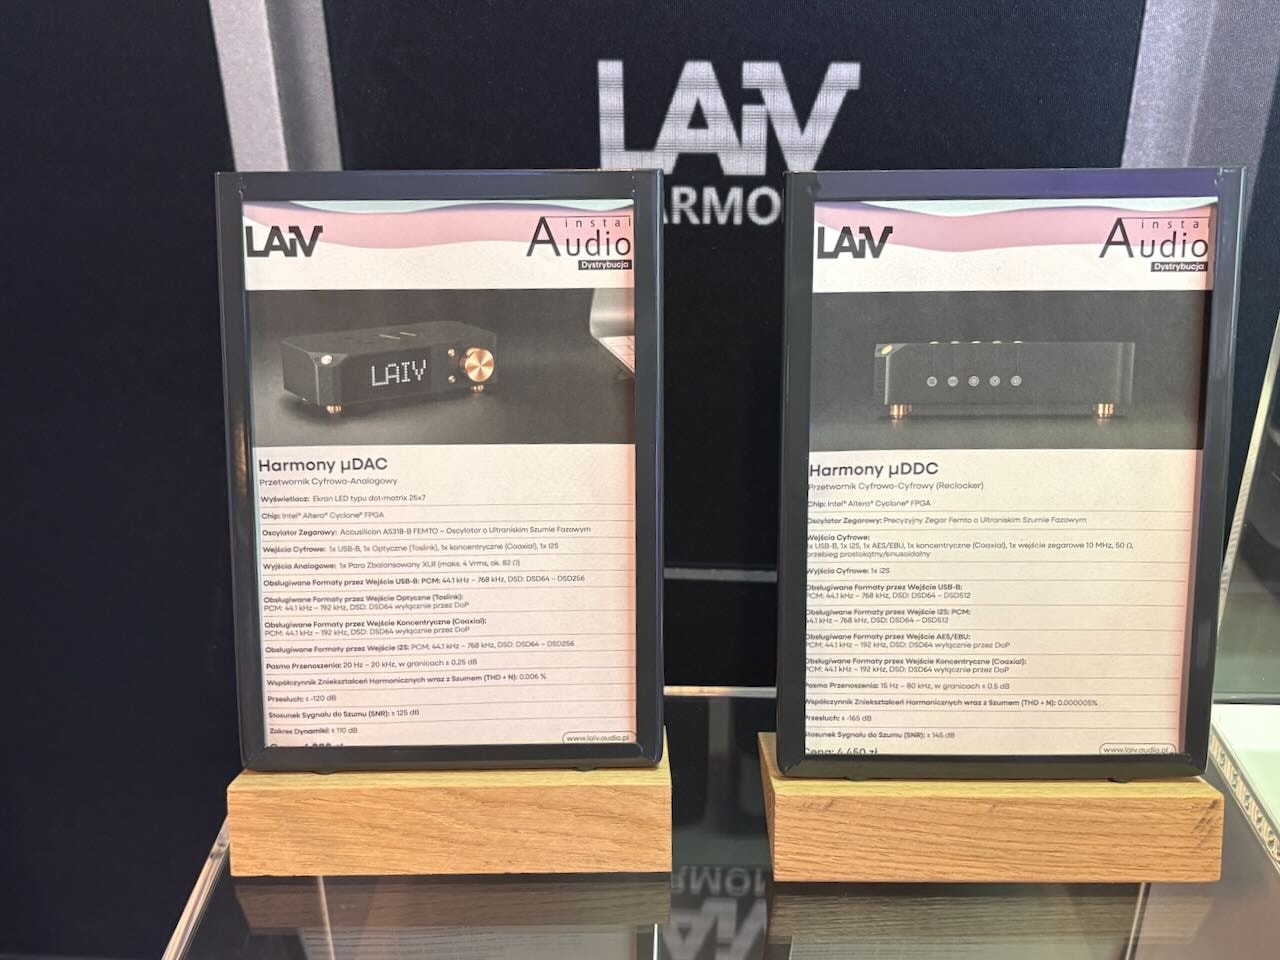 LAiV
LAiV
instal
Audio
Dystrybucja
LAIV
Harmony µDAC
Przetwornik Cyfrowo-Analogowy
Wyświetlacz: Ekran LED typu dot-matrix 25x7
Chip: Intel® Altera® Cyclone® FPGA
Oscylator Zegarowy: Accusilicon AS318-B FEMTO – Oscylator o Ultraniskim Szumie Fazowym
Wejścia Cyfrowe: 1x USB-B, 1x Optyczne (Toslink), 1x koncentryczne (Coaxial), 1x I2S
Wyjścia Analogowe: 1x Para Zbalansowany XLR (maks. 4 Vrms, ok. 82 Ω)
Obsługiwane Formaty przez Wejście USB-B: PCM: 44.1 kHz – 768 kHz, DSD: DSD64 – DSD256
Obsługiwane Formaty przez Wejście Optyczne (Toslink):
PCM: 44.1 kHz – 192 kHz, DSD: DSD64 wyłącznie przez DoP
Obsługiwane Formaty przez Wejście Koncentryczne (Coaxial):
PCM: 44.1 kHz – 192 kHz, DSD: DSD64 wyłącznie przez DoP
Obsługiwane Formaty przez Wejście I2S: PCM: 44.1 kHz – 768 kHz, DSD: DSD64 – DSD256
Pasmo Przenoszenia: 20 Hz – 20 kHz, w granicach ± 0.25 dB
Współczynnik Zniekształceń Harmonicznych wraz z Szumem (THD + N): 0.006 %
Przesłuch: ≤ -120 dB
Stosunek Sygnału do Szumu (SNR): ≥ 125 dB
Zakres Dynamiki: ≥ 110 dB
www.laiv.audio.pl
LAiV
instal
Audio
Dystrybucja
Harmony µDDC
Przetwornik Cyfrowo-Cyfrowy (Reclocker)
Chip: Intel® Altera® Cyclone® FPGA
Oscylator Zegarowy: Precyzyjny Zegar Femto o Ultraniskim Szumie Fazowym
Wejścia Cyfrowe:
1x USB-B, 1x I2S, 1x AES/EBU, 1x koncentryczne (Coaxial), 1x wejście zegarowe 10 MHz, 50 Ω,
przebieg prostokątny/sinusoidalny
Wyjścia Cyfrowe: 1x I2S
Obsługiwane Formaty przez Wejście USB-B:
PCM: 44.1 kHz – 768 kHz, DSD: DSD64 – DSD512
Obsługiwane Formaty przez Wejście I2S: PCM:
44.1 kHz – 768 kHz, DSD: DSD64 – DSD512
Obsługiwane Formaty przez Wejście AES/EBU:
PCM: 44.1 kHz – 192 kHz, DSD: DSD64 wyłącznie przez DoP
Obsługiwane Formaty przez Wejście Koncentryczne (Coaxial):
PCM: 44.1 kHz – 192 kHz, DSD: DSD64 wyłącznie przez DoP
Pasmo Przenoszenia: 15 Hz – 80 kHz, w granicach ± 0.5 dB
Współczynnik Zniekształceń Harmonicznych wraz z Szumem (THD + N): 0.000005%
Przesłuch: ≤ -165 dB
Stosunek Sygnału do Szumu (SNR): ≥ 145 dB
Cena: 4 450 zł
www.laiv.audio.pl